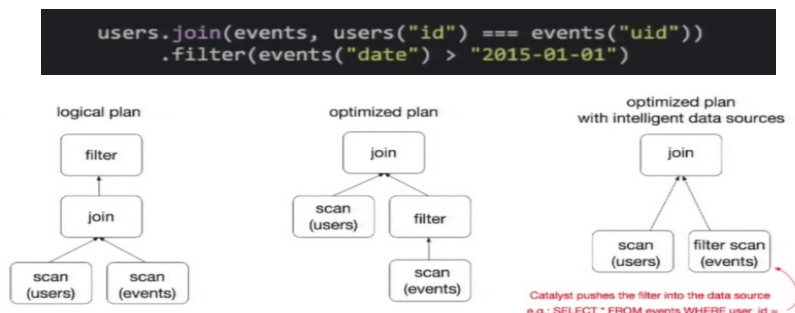 users.join(events, users("id") === events("uid"))
.filter(events("date") > "2015-01-01")
logical plan
filter
join
scan
(users)
scan
(events)
optimized plan
join
scan
(users)
filter
scan
(events)
optimized plan
with intelligent data sources
join
scan
(users)
filter scan
(events)
Catalyst pushes the filter into the data source
e.g.: SELECT * FROM events WHERE user_id =